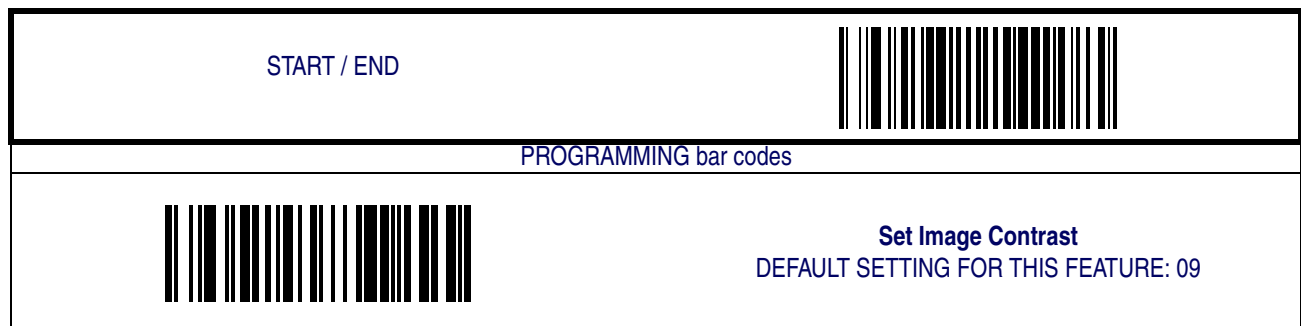 START / END
PROGRAMMING bar codes
Set Image Contrast
DEFAULT SETTING FOR THIS FEATURE: 09